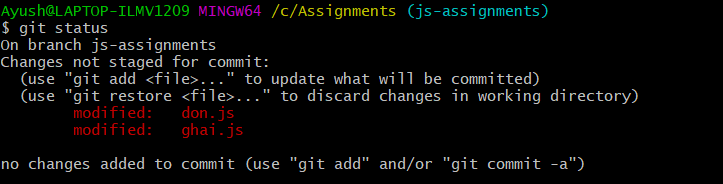 Ayush@LAPTOP-ILMV1209 MINGW64 /c/Assignments (js-assignments)
$ git status
On branch js-assignments
Changes not staged for commit:
  (use "git add <file>..." to update what will be committed)
  (use "git restore <file>..." to discard changes in working directory)
        modified:   don.js
        modified:   ghai.js

no changes added to commit (use "git add" and/or "git commit -a")